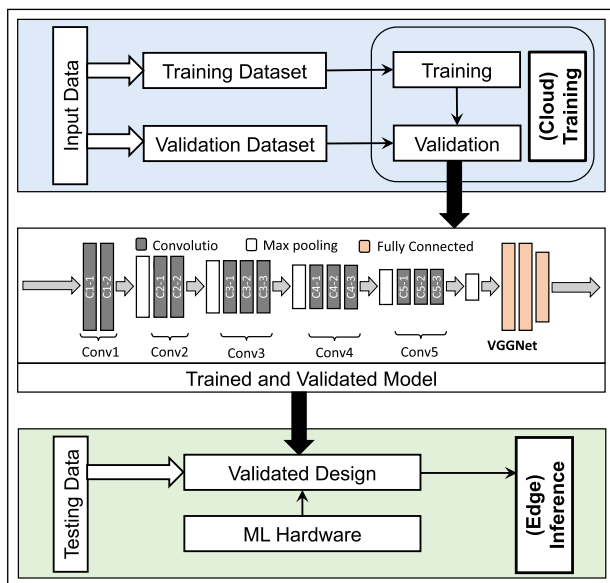 Input Data
Training Dataset
Training
Validation Dataset
Validation
(Cloud)
Training
Convolutio
Max pooling
Fully Connected
C1-1
C1-2
C2-1
C2-2
C3-1
C3-2
C3-3
C4-1
C4-2
C4-3
C5-1
C5-2
C5-3
Conv1
Conv2
Conv3
Conv4
Conv5
VGGNet
Trained and Validated Model
Testing Data
Validated Design
ML Hardware
(Edge)
Inference